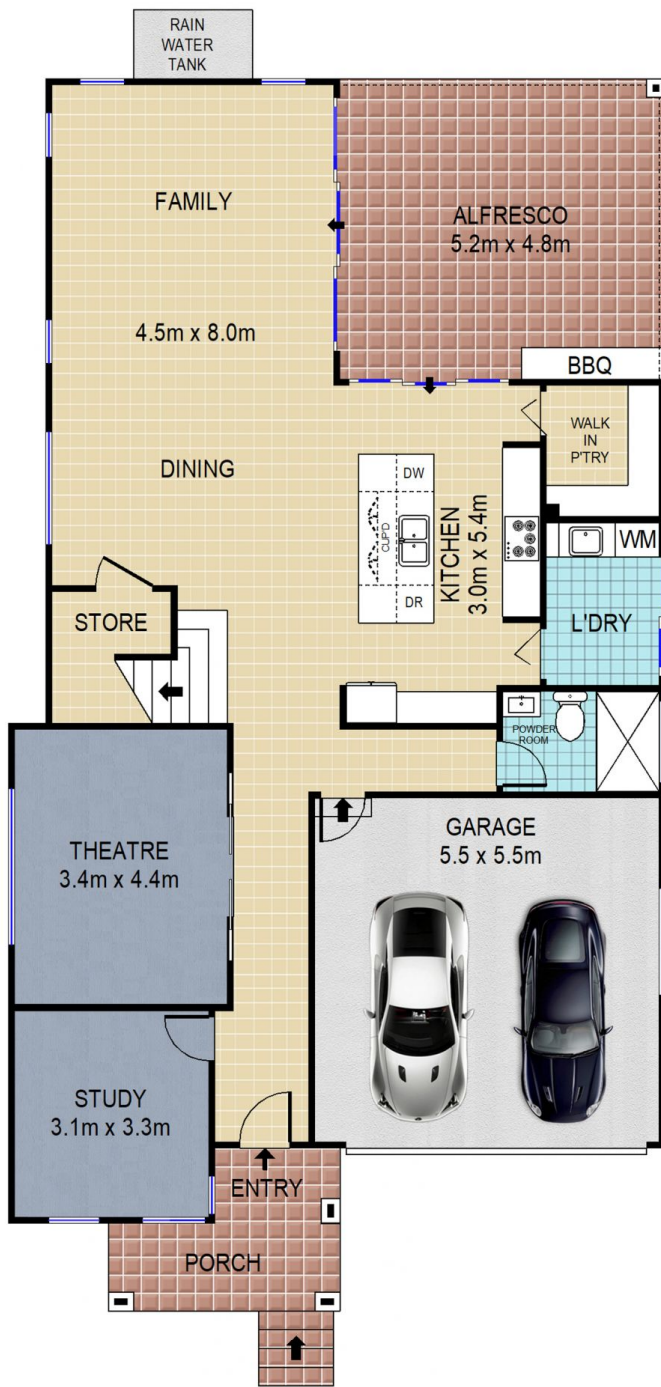 RAIN
WATER
TANK
FAMILY
ALFRESCO
5.2m x 4.8m
4.5m x 8.0m
BBQ
WALK
IN
P'TRY
DINING
DW
CUP'D
KITCHEN
3.0m x 5.4m
DR
WM
L'DRY
STORE
POWDER
ROOM
THEATRE
3.4m x 4.4m
GARAGE
5.5 x 5.5m
STUDY
3.1m x 3.3m
ENTRY
PORCH